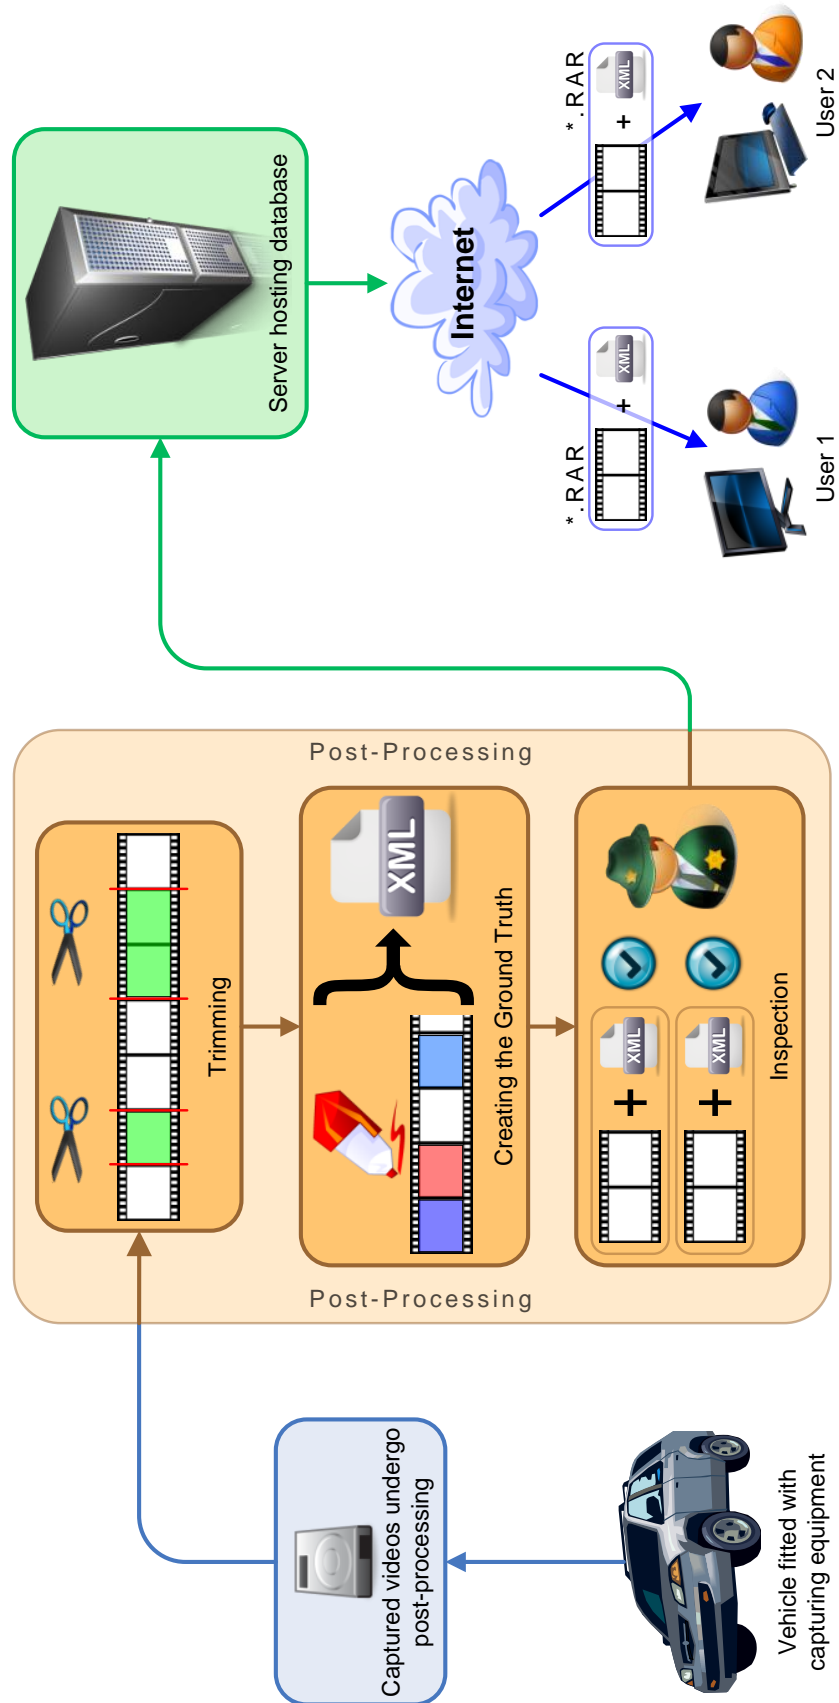 Vehicle fitted with
capturing equipment
Captured videos undergo
post-processing
Post-Processing
Post-Processing
Trimming
XML
Creating the Ground Truth
XML
XML
Inspection
Server hosting database
Internet
*.RAR
+
XML
User 1
*.RAR
+
XML
User 2